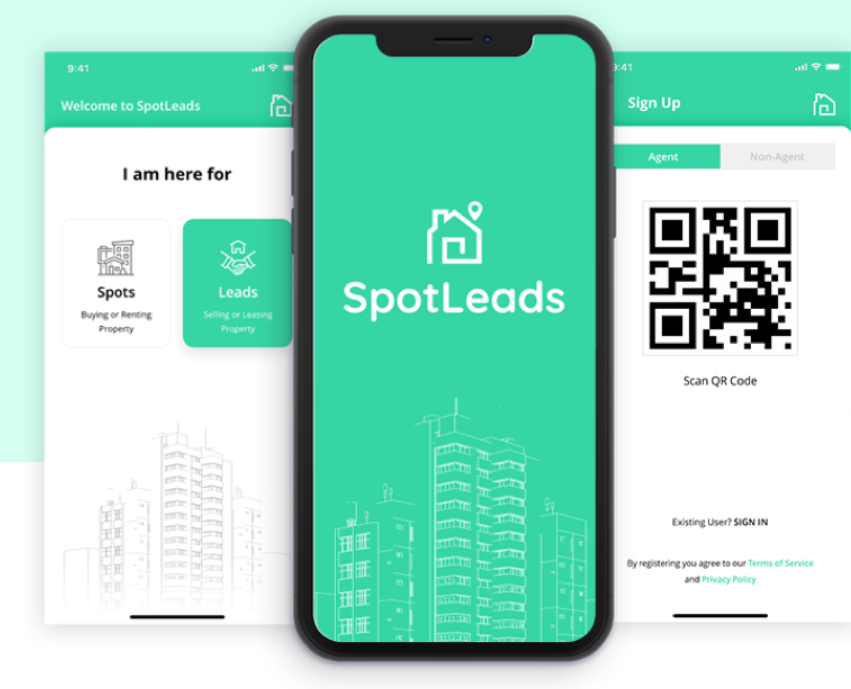 9:41
Welcome to SpotLeads
I am here for
Spots
Buying or Renting
Property
Leads
Selling or Leasing
Property
SpotLeads
9:41
Sign Up
Agent
Non-Agent
Scan QR Code
Existing User? SIGN IN
By registering you agree to our Terms of Service
and Privacy Policy